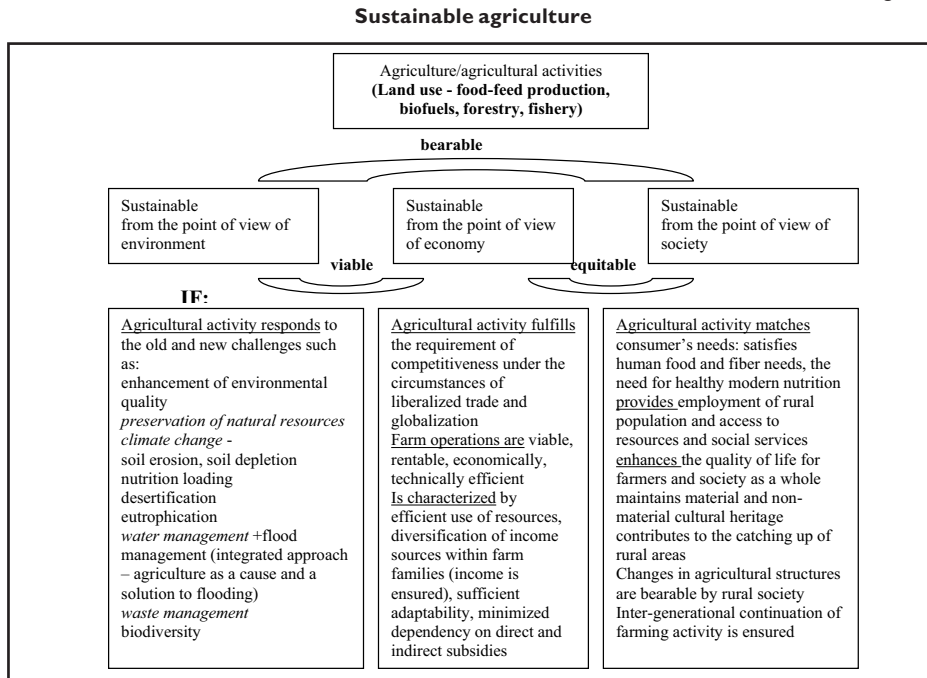 Sustainable agriculture
Agriculture/agricultural activities
(Land use - food-feed production,
biofuels, forestry, fishery)
bearable
Sustainable
from the point of view of
environment
Sustainable
from the point of view
of economy
Sustainable
from the point of view of
society
viable
equitable
IF:
Agricultural activity responds to
the old and new challenges such
as:
enhancement of environmental
quality
preservation of natural resources
climate change -
soil erosion, soil depletion
nutrition loading
desertification
eutrophication
water management +flood
management (integrated approach
– agriculture as a cause and a
solution to flooding)
waste management
biodiversity
Agricultural activity fulfills
the requirement of
competitiveness under the
circumstances of
liberalized trade and
globalization
Farm operations are viable,
rentable, economically,
technically efficient
Is characterized by
efficient use of resources,
diversification of income
sources within farm
families (income is
ensured), sufficient
adaptability, minimized
dependency on direct and
indirect subsidies
Agricultural activity matches
consumer's needs: satisfies
human food and fiber needs, the
need for healthy modern nutrition
provides employment of rural
population and access to
resources and social services
enhances the quality of life for
farmers and society as a whole
maintains material and non-
material cultural heritage
contributes to the catching up of
rural areas
Changes in agricultural structures
are bearable by rural society
Inter-generational continuation of
farming activity is ensured